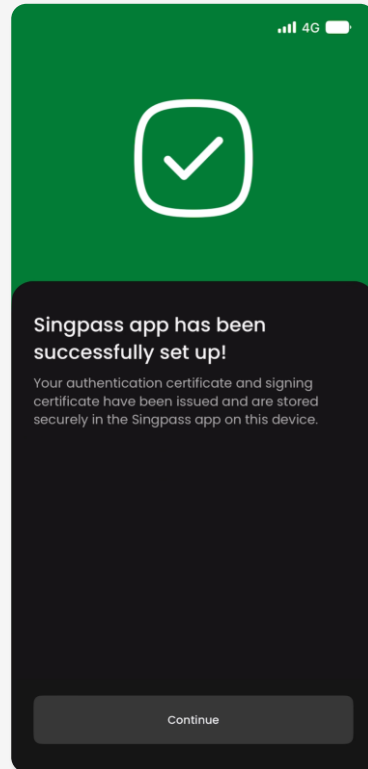 4G
Singpass app has been
successfully set up!
Your authentication certificate and signing
certificate have been issued and are stored
securely in the Singpass app on this device.
Continue